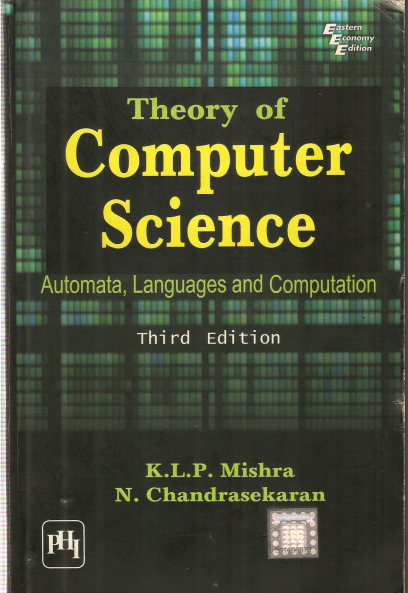 Eastern
Economy
Edition
Theory of
Computer
Science
Automata, Languages and Computation
Third Edition
K.L.P. Mishra
N. Chandrasekaran
PHI